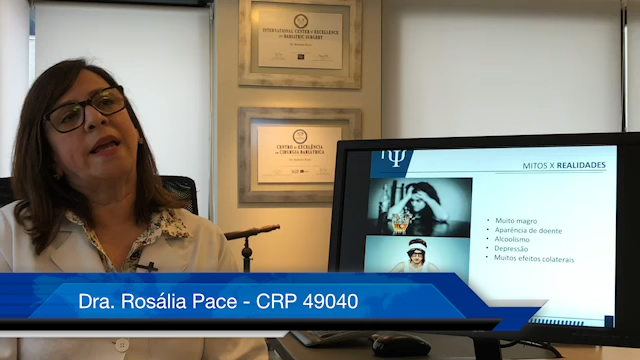 INTERNATIONAL CENTER of EXCELLENCE
for BARIATRIC SURGERY
CENTRO de EXCELÊNCIA
em CIRURGIA BARIÁTRICA
Ψ
MITOS X REALIDADES
• Muito magro
• Aparência de doente
• Alcoolismo
• Depressão
• Muitos efeitos colaterais
Dra. Rosália Pace - CRP 49040